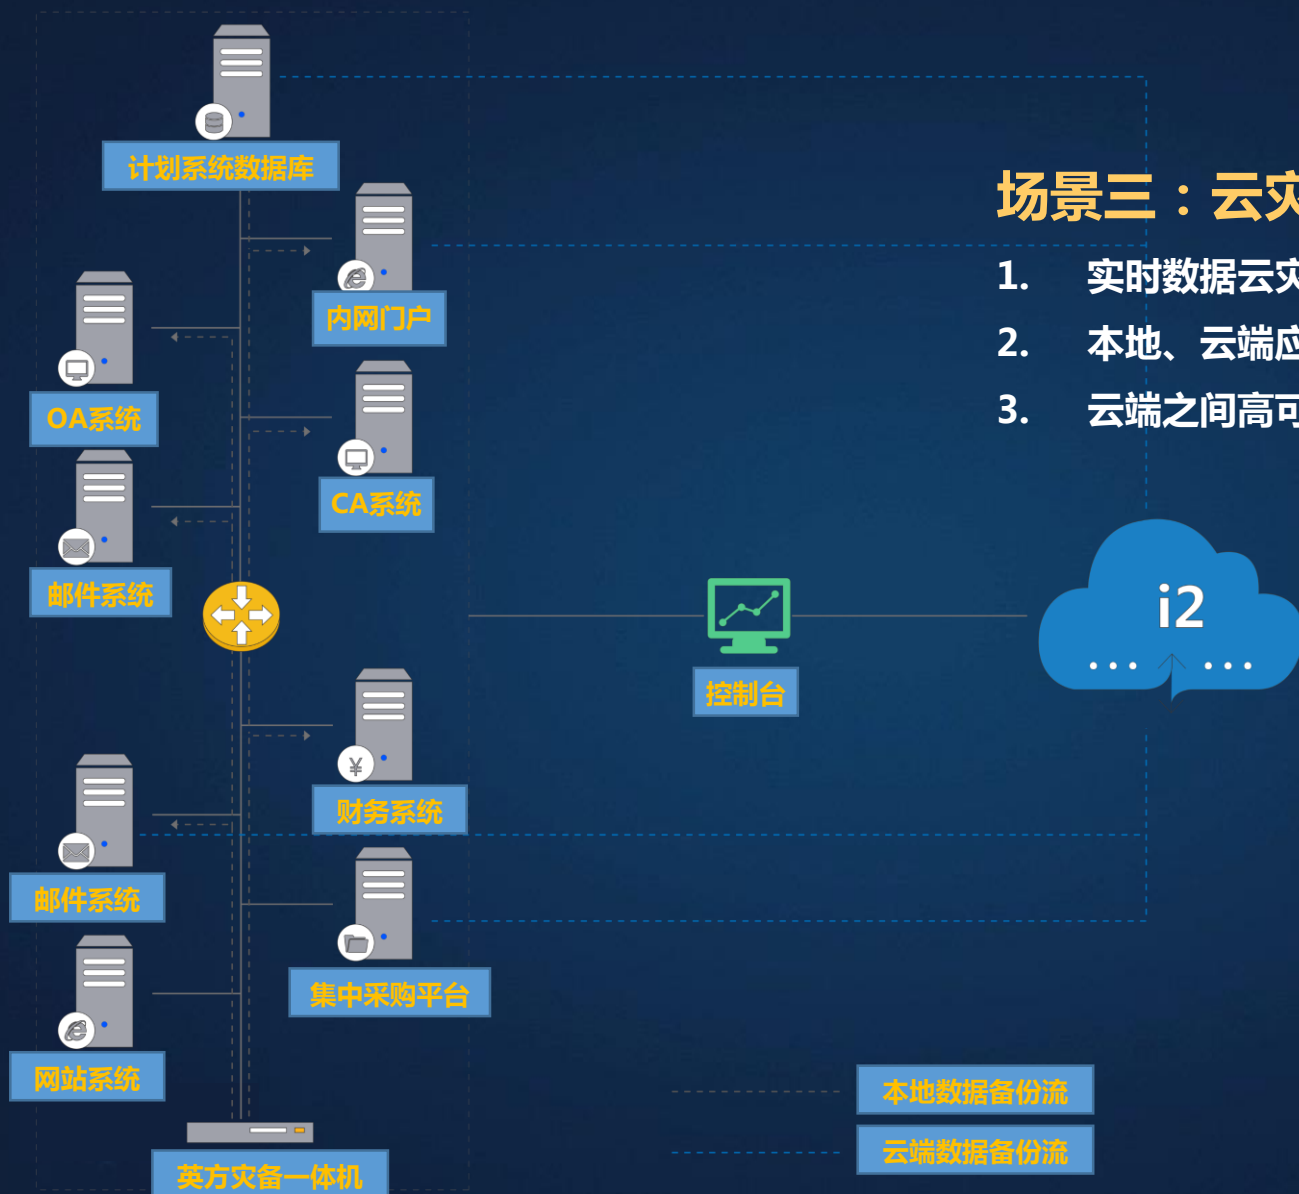 计划系统数据库
内网门户
OA系统
CA系统
邮件系统
场景三：云灾
1. 实时数据云灾
2. 本地、云端应
3. 云端之间高可
i2
控制台
财务系统
邮件系统
集中采购平台
网站系统
英方灾备一体机
本地数据备份流
云端数据备份流